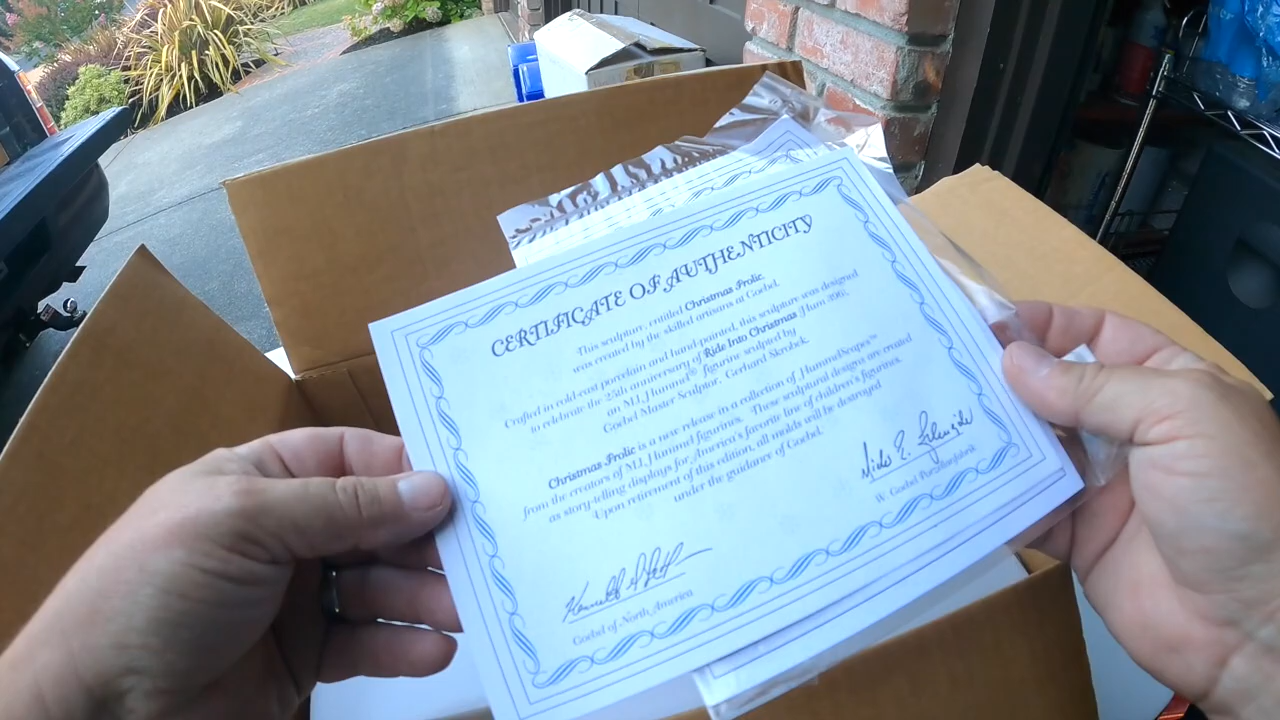 CERTIFICATE OF AUTHENTICITY
This sculpture, entitled Christmas Frolic,
was created by the skilled artisans at Goebel.
Crafted in cold-cast porcelain and hand-painted, this sculpture was designed
to celebrate the 25th anniversary of Ride Into Christmas (Hum 396),
an M.I. Hummel® figurine sculpted by
Goebel Master Sculptor, Gerhard Skrobek.
Christmas Frolic is a new release in a collection of HummelScapes™
from the creators of M.I. Hummel figurines. These sculptural designs are created
as story-telling displays for America's favorite line of children's figurines.
Upon retirement of this edition, all molds will be destroyed
under the guidance of Goebel.
W. Goebel Porzellanfabrik
Goebel of North America